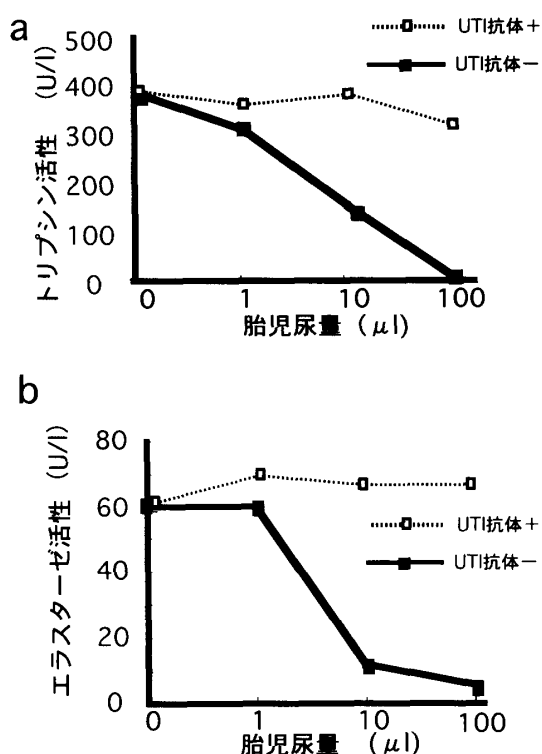 a
500
400
300
200
100
0
トリプシン活性 (U/l)
UTI抗体＋
UTI抗体－
0 1 10 100
胎児尿量 (μl)
b
80
60
40
20
0
エラスターゼ活性 (U/l)
UTI抗体＋
UTI抗体－
0 1 10 100
胎児尿量 (μl)